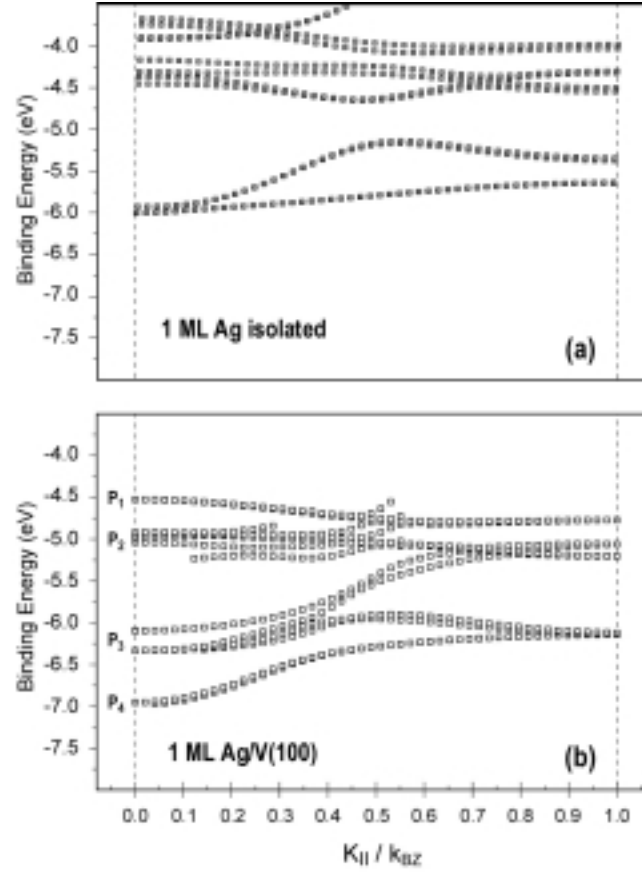 -4.0
-4.5
-5.0
-5.5
-6.0
-6.5
-7.0
-7.5
Binding Energy (eV)
1 ML Ag isolated
(a)
-4.0
-4.5
-5.0
-5.5
-6.0
-6.5
-7.0
-7.5
Binding Energy (eV)
P₁
P₂
P₃
P₄
1 ML Ag/V(100)
(b)
0.0 0.1 0.2 0.3 0.4 0.5 0.6 0.7 0.8 0.9 1.0
K_II / k_BZ